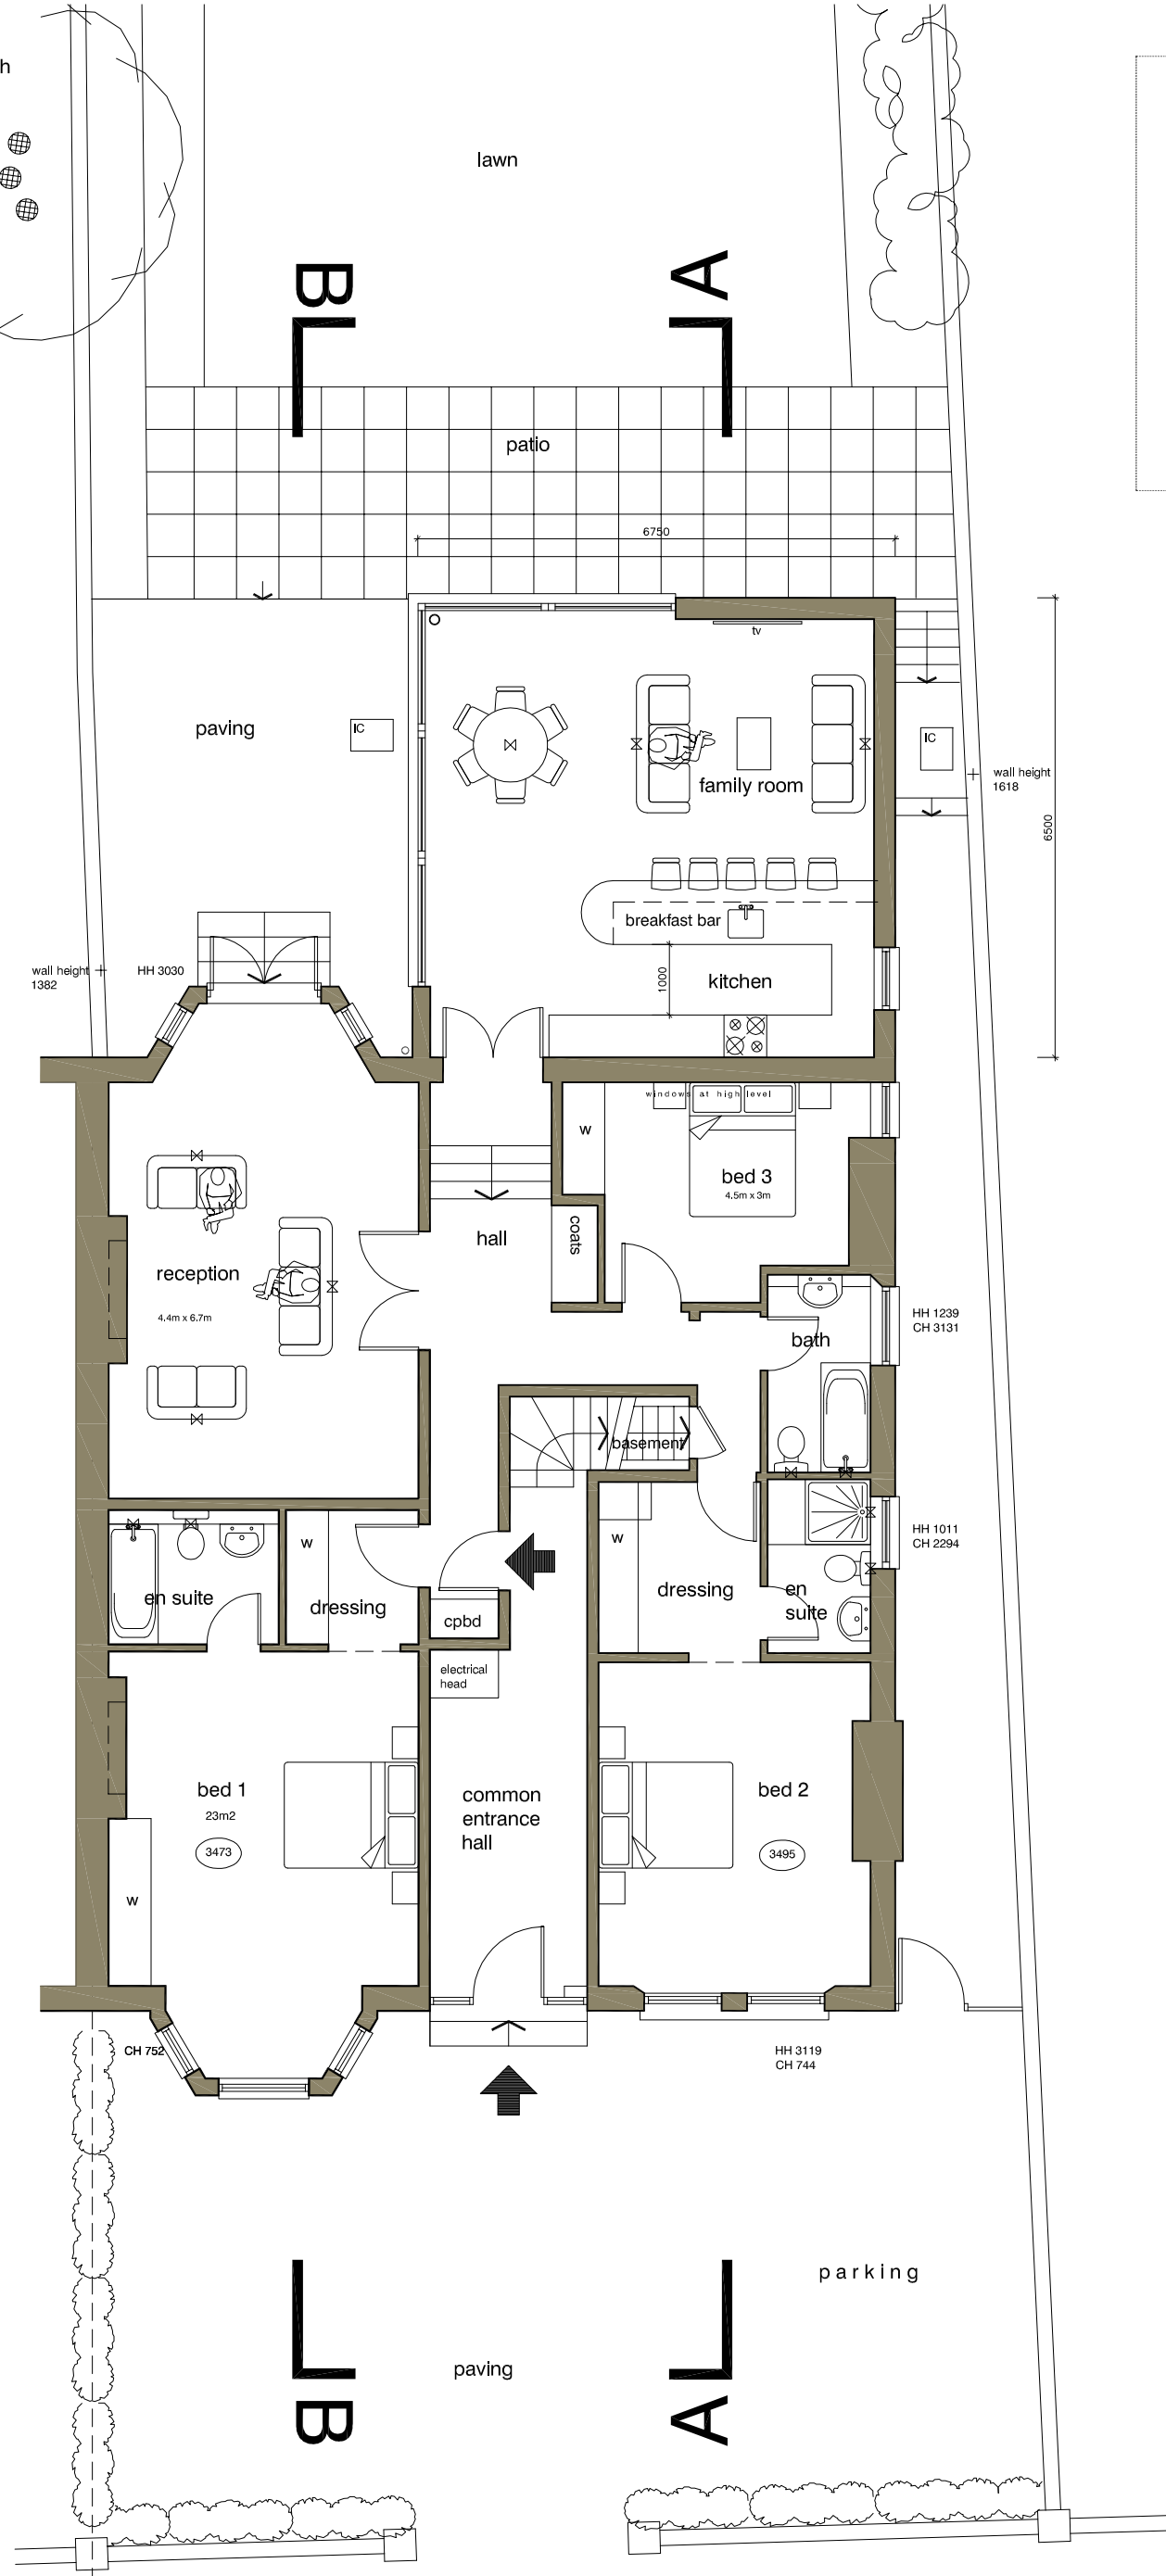 h
lawn
B
A
patio
6750
tv
paving
IC
IC
family room
wall height
1618
6500
breakfast bar
wall height
1382
HH 3030
1000
kitchen
windows at high level
w
bed 3
4.5m x 3m
coats
hall
reception
4.4m x 6.7m
HH 1239
CH 3131
bath
basement
w
w
HH 1011
CH 2294
en suite
dressing
cpbd
dressing
en
suite
electrical
head
bed 1
23m2
3473
common
entrance
hall
bed 2
3495
w
CH 752
HH 3119
CH 744
parking
paving
B
A